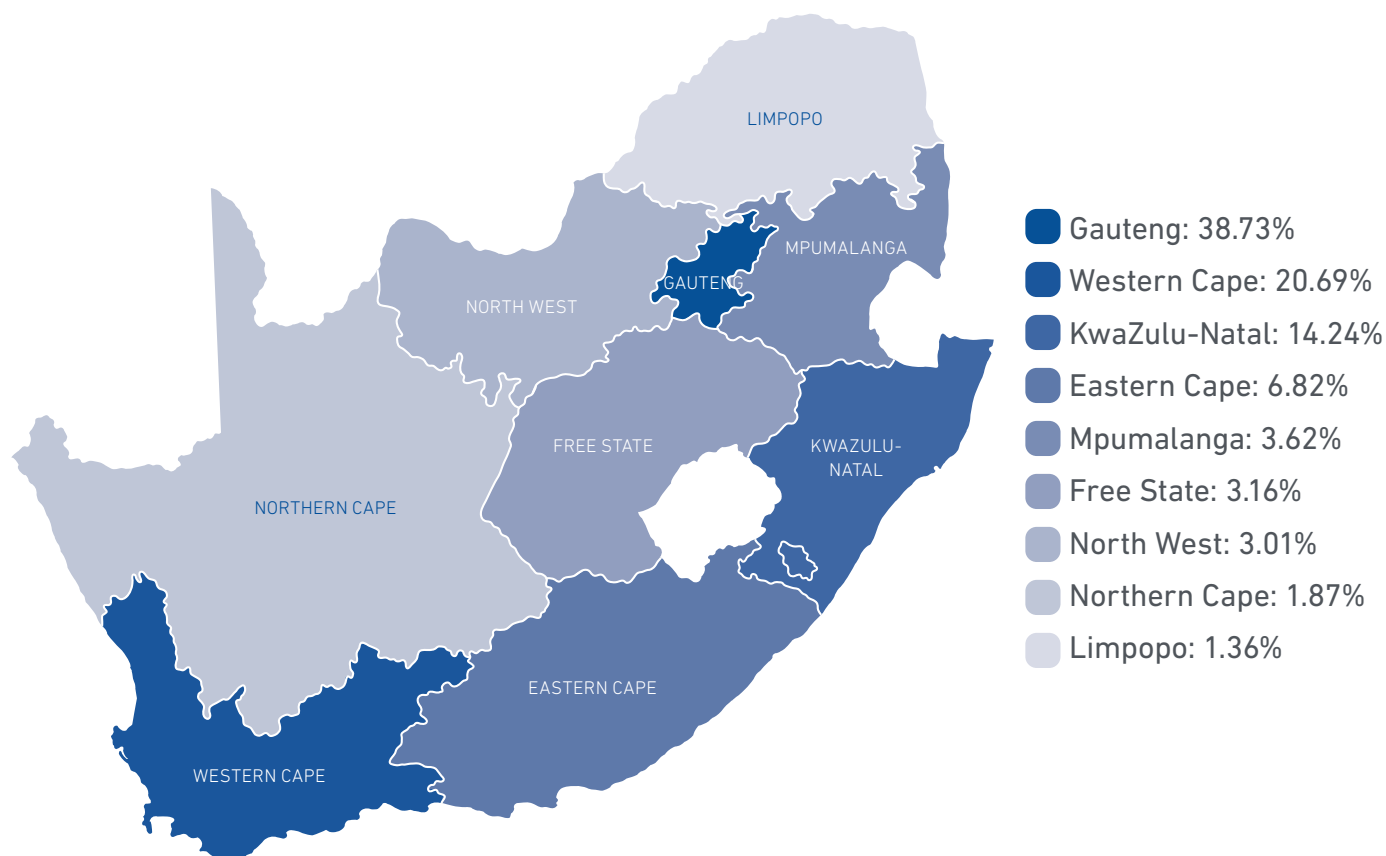 LIMPOPO
MPUMALANGA
GAUTENG
NORTH WEST
FREE STATE
KWAZULU-
NATAL
NORTHERN CAPE
EASTERN CAPE
WESTERN CAPE
Gauteng: 38.73%
Western Cape: 20.69%
KwaZulu-Natal: 14.24%
Eastern Cape: 6.82%
Mpumalanga: 3.62%
Free State: 3.16%
North West: 3.01%
Northern Cape: 1.87%
Limpopo: 1.36%